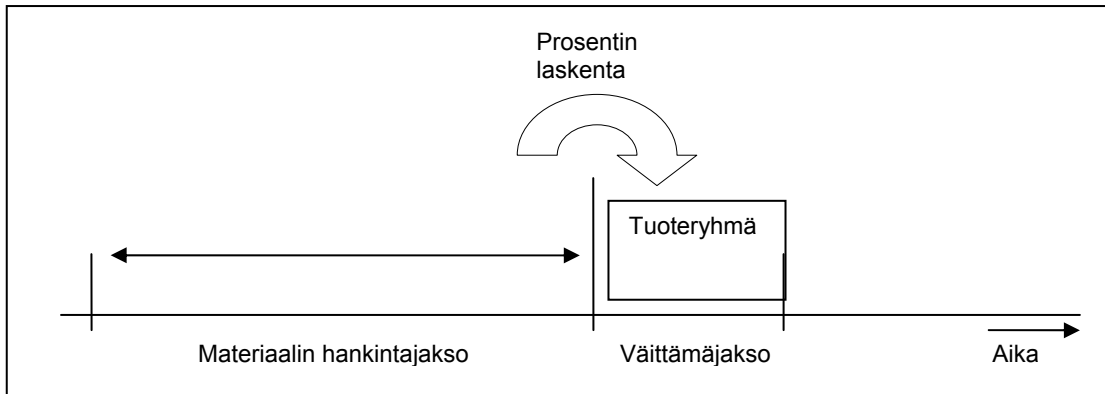 Prosentin
laskenta
Tuoteryhmä
Materiaalin hankintajakso
Väittämäjakso
Aika